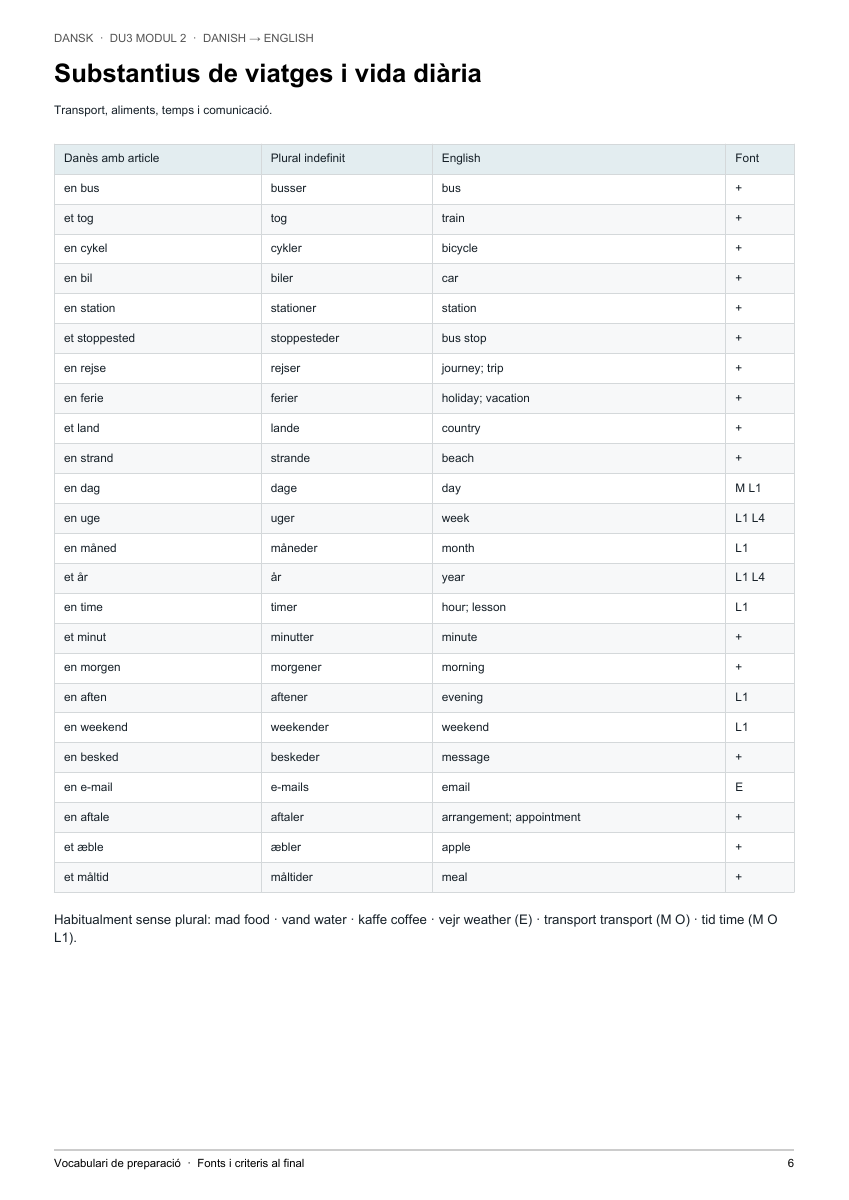 DANSK · DU3 MODUL 2 · DANISH → ENGLISH
Substantius de viatges i vida diària
Transport, aliments, temps i comunicació.
Danès amb article Plural indefinit English Font
en bus busser bus +
et tog tog train +
en cykel cykler bicycle +
en bil biler car +
en station stationer station +
et stoppested stoppesteder bus stop +
en rejse rejser journey; trip +
en ferie ferier holiday; vacation +
et land lande country +
en strand strande beach +
en dag dage day M L1
en uge uger week L1 L4
en måned måneder month L1
et år år year L1 L4
en time timer hour; lesson L1
et minut minutter minute +
en morgen morgener morning +
en aften aftener evening L1
en weekend weekender weekend L1
en besked beskeder message +
en e-mail e-mails email E
en aftale aftaler arrangement; appointment +
et æble æbler apple +
et måltid måltider meal +
Habitualment sense plural: mad food · vand water · kaffe coffee · vejr weather (E) · transport transport (M O) · tid time (M O
L1).
Vocabulari de preparació · Fonts i criteris al final 6